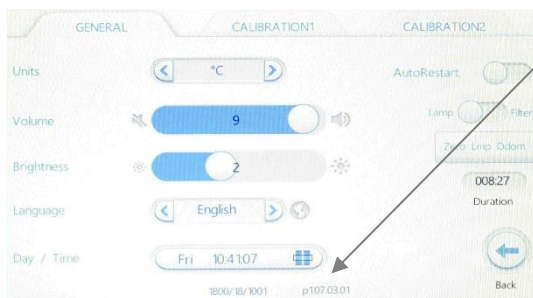 GENERAL CALIBRATION1 CALIBRATION2
Units °C AutoRestart
Volume 9 Lamp Filter
Zero Lmp Odom
Brightness 2
008:27
Duration
Language English
Day / Time Fri 10:41:07
Back
1800/18/1001 p107.03.01